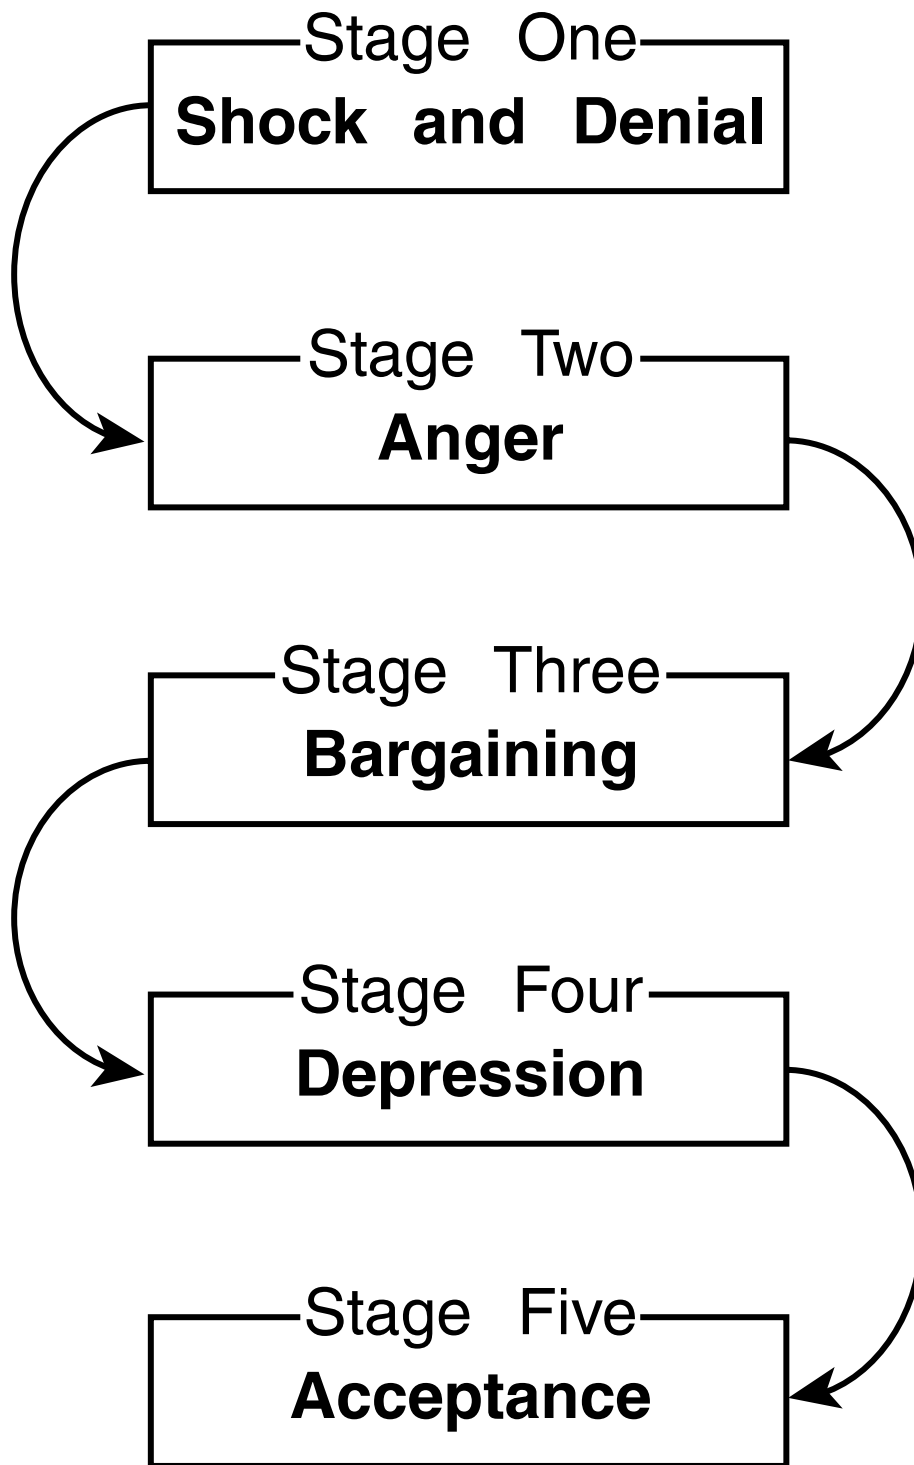 Stage One
Shock and Denial
Stage Two
Anger
Stage Three
Bargaining
Stage Four
Depression
Stage Five
Acceptance